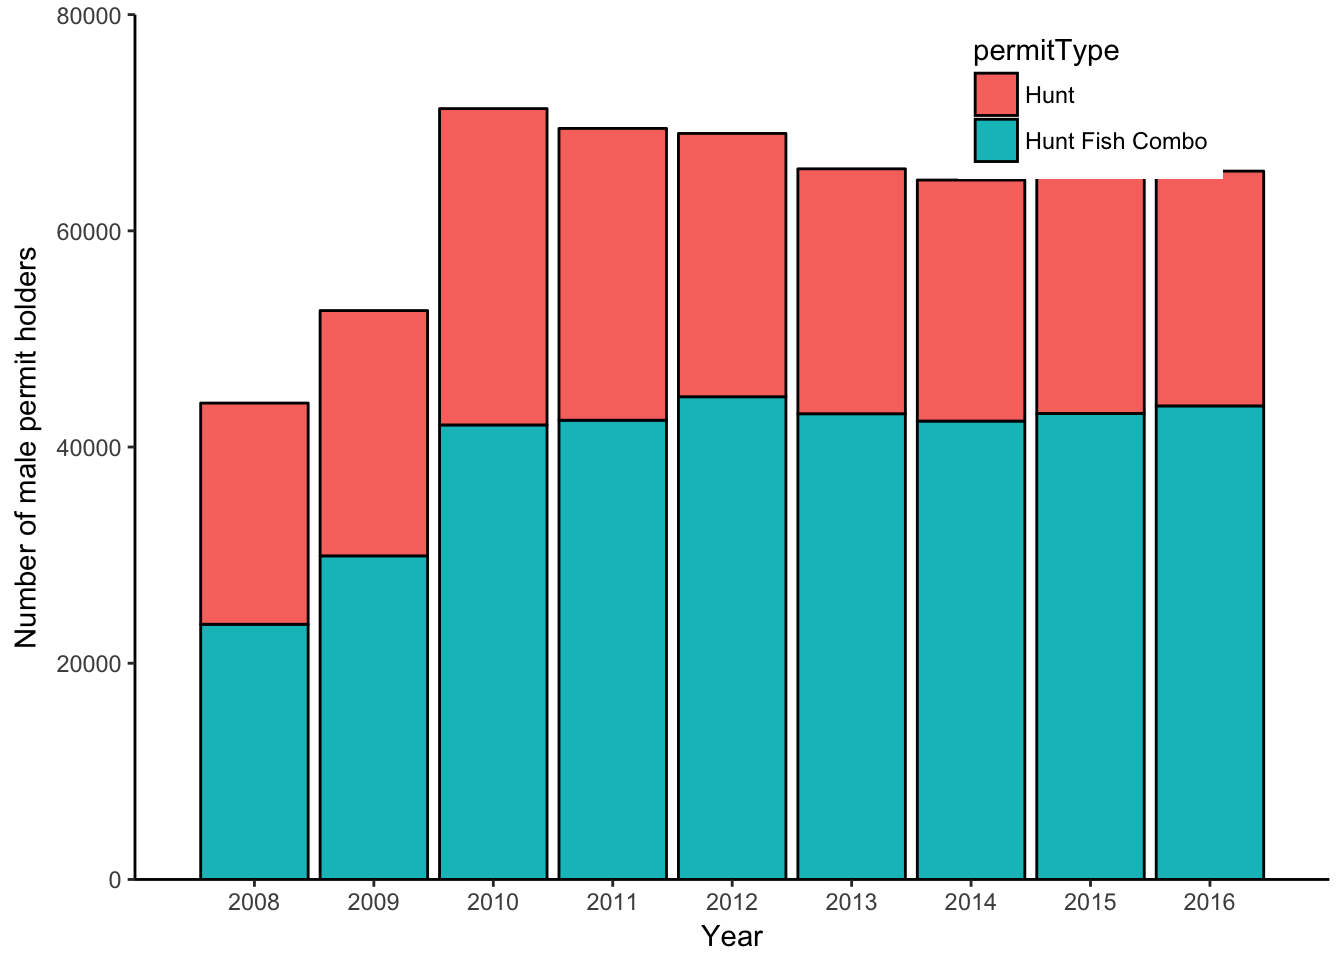 permitType
Hunt
Hunt Fish Combo
Number of male permit holders
80000
60000
40000
20000
0
2008 2009 2010 2011 2012 2013 2014 2015 2016
Year